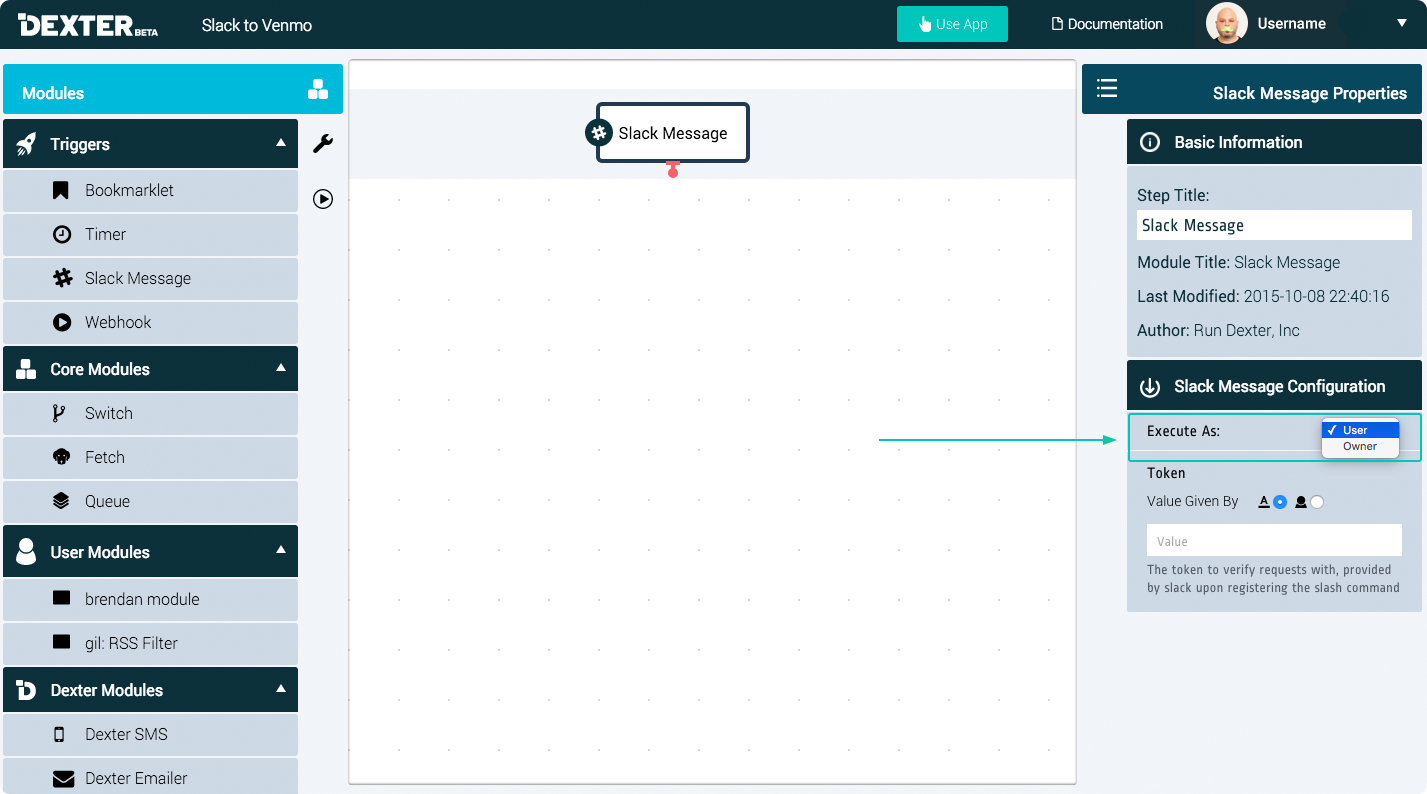 DEXTER BETA
Slack to Venmo
Use App
Documentation
Username
Modules
Triggers
Bookmarklet
Timer
Slack Message
Webhook
Core Modules
Switch
Fetch
Queue
User Modules
brendan module
gil: RSS Filter
Dexter Modules
Dexter SMS
Dexter Emailer
Slack Message
Slack Message Properties
Basic Information
Step Title:
Slack Message
Module Title: Slack Message
Last Modified: 2015-10-08 22:40:16
Author: Run Dexter, Inc
Slack Message Configuration
Execute As:
✓ User
Owner
Token
Value Given By A
Value
The token to verify requests with, provided
by slack upon registering the slash command